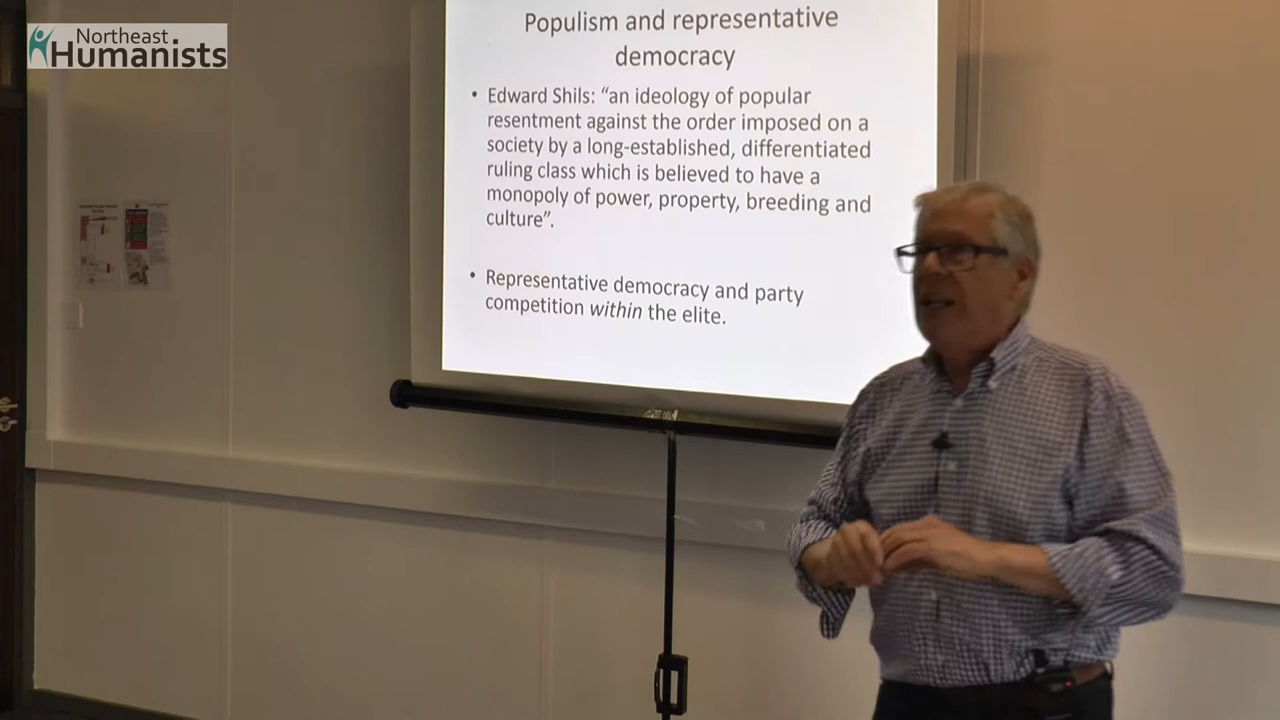 Northeast
Humanists
Populism and representative
democracy
• Edward Shils: “an ideology of popular
resentment against the order imposed on a
society by a long-established, differentiated
ruling class which is believed to have a
monopoly of power, property, breeding and
culture”.
• Representative democracy and party
competition within the elite.